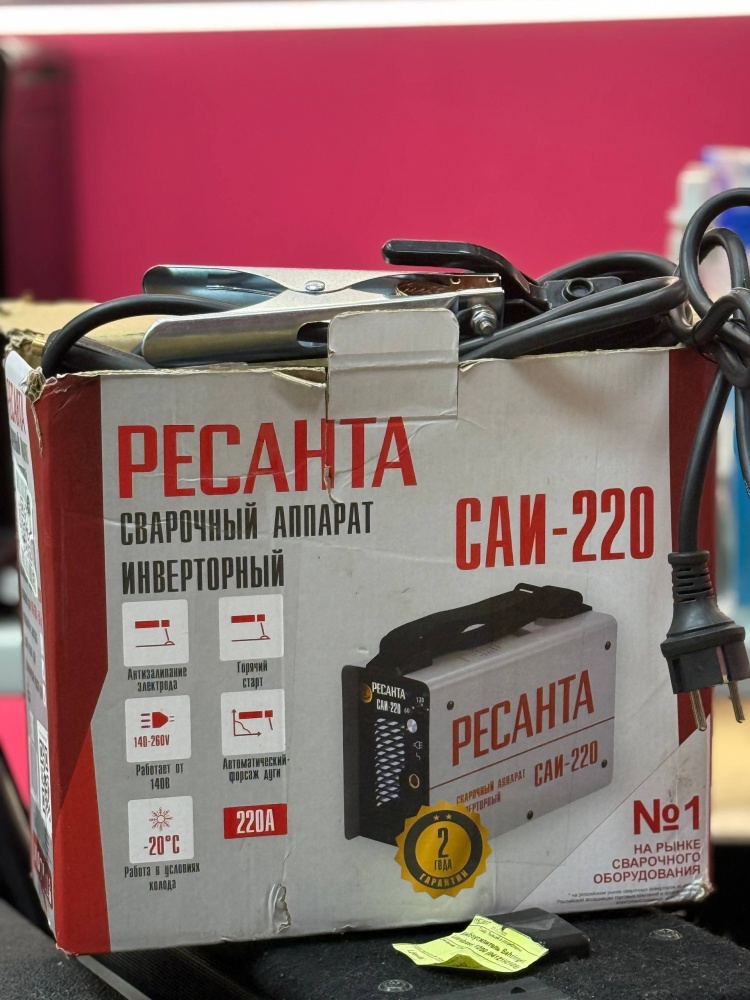 РЕСАНТА
СВАРОЧНЫЙ АППАРАТ
ИНВЕРТОРНЫЙ
САИ-220
Антизалипание
электрода
Горячий
старт
140-260V
Работает от
140В
Автоматический
форсаж дуги
-20°C
Работа в условиях
холода
220А
РЕСАНТА
САИ-220
РЕСАНТА
СВАРОЧНЫЙ АППАРАТ
ИНВЕРТОРНЫЙ
САИ-220
2
ГОДА
ГАРАНТИИ
№1
НА РЫНКЕ
СВАРОЧНОГО
ОБОРУДОВАНИЯ